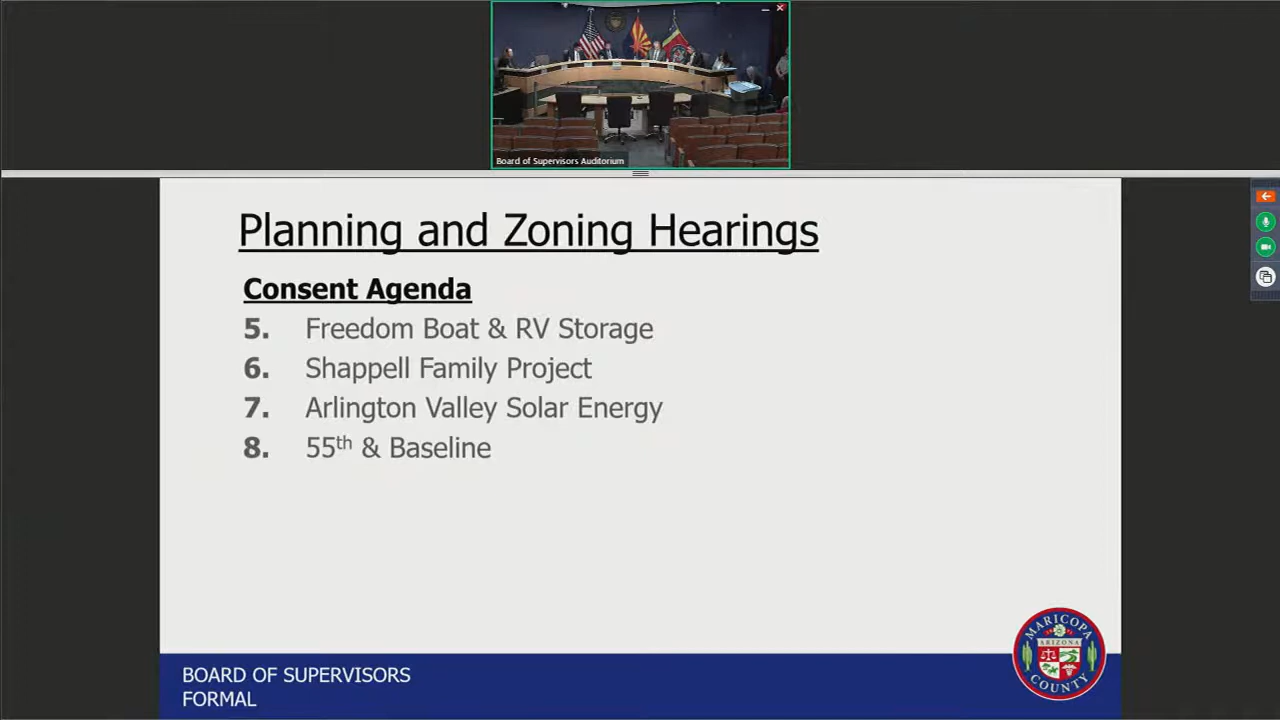 Board of Supervisors Auditorium
Planning and Zoning Hearings
Consent Agenda
5. Freedom Boat & RV Storage
6. Shappell Family Project
7. Arlington Valley Solar Energy
8. 55th & Baseline
BOARD OF SUPERVISORS
FORMAL
MARICOPA
ARIZONA
COUNTY